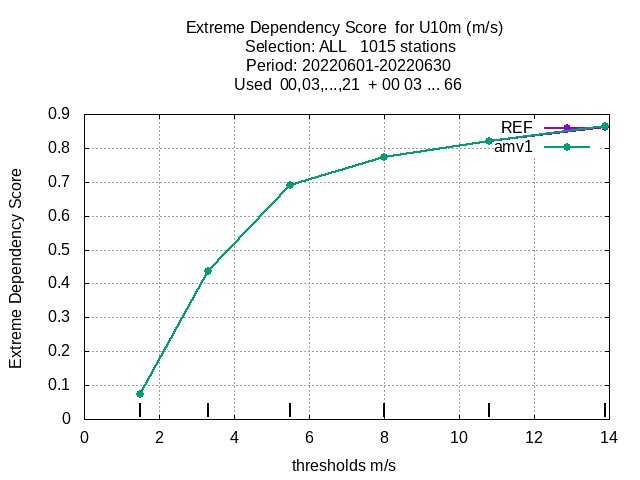 Extreme Dependency Score  for U10m (m/s)
Selection: ALL   1015 stations
Period: 20220601-20220630
Used  00,03,...,21  + 00 03 ... 66
REF
amv1
Extreme Dependency Score
0.9
0.8
0.7
0.6
0.5
0.4
0.3
0.2
0.1
0
0 2 4 6 8 10 12 14
thresholds m/s